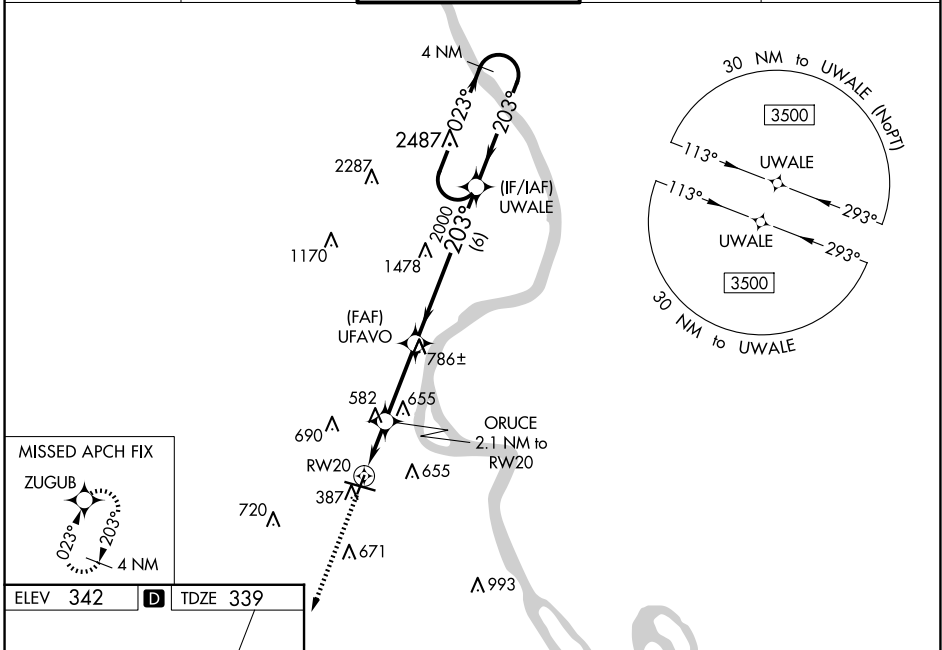 4 NM
023°
203°
2487
2287
(IF/IAF)
UWALE
2000
203°
(6)
1170
1478
(FAF)
UFAVO
786±
582
655
690
ORUCE
2.1 NM to
RW20
RW20
655
387
720
671
993
30 NM to UWALE (NoPT)
3500
113°
UWALE
293°
113°
UWALE
293°
3500
30 NM to UWALE
MISSED APCH FIX
ZUGUB
023°
203°
4 NM
ELEV 342 D TDZE 339